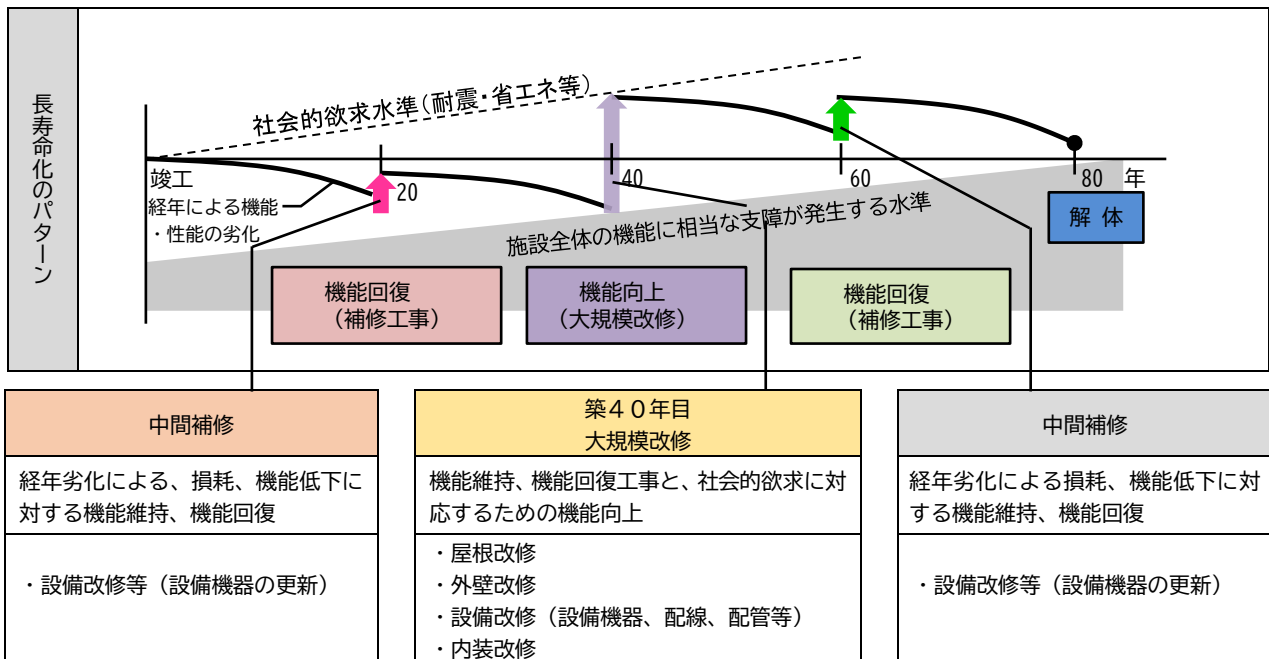 長寿命化のパターン
社会的欲求水準(耐震・省エネ等)
竣工
20
40
60
80
年
経年による機能
・性能の劣化
施設全体の機能に相当な支障が発生する水準
解 体
機能回復
(補修工事)
機能向上
(大規模改修)
機能回復
(補修工事)
中間補修
経年劣化による、損耗、機能低下に
対する機能維持、機能回復
・設備改修等(設備機器の更新)
築40年目
大規模改修
機能維持、機能回復工事と、社会的欲求に対
応するための機能向上
・屋根改修
・外壁改修
・設備改修(設備機器、配線、配管等)
・内装改修
中間補修
経年劣化による損耗、機能低下に対
する機能維持、機能回復
・設備改修等(設備機器の更新)